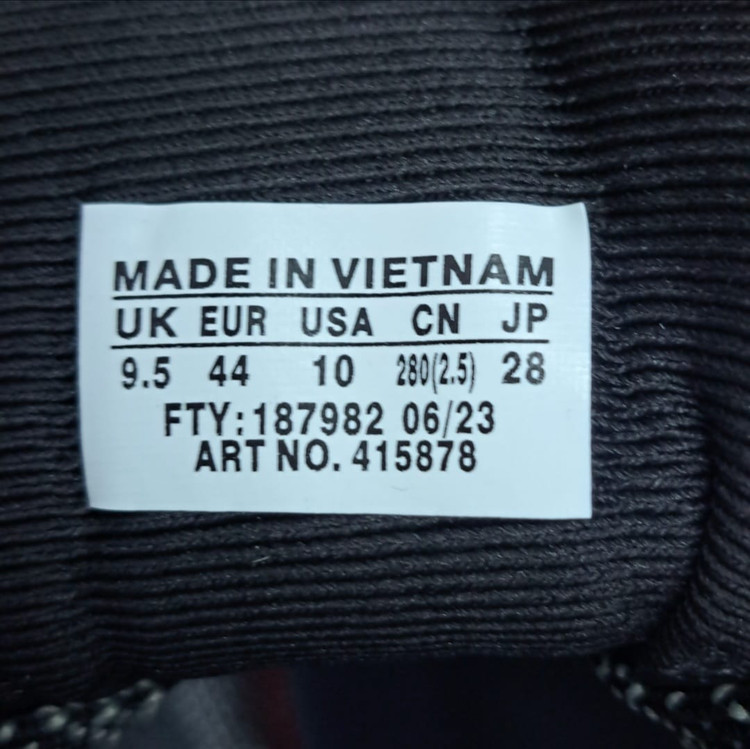 MADE IN VIETNAM
UK EUR USA CN JP
9.5 44 10 280(2.5) 28
FTY:187982 06/23
ART NO. 415878